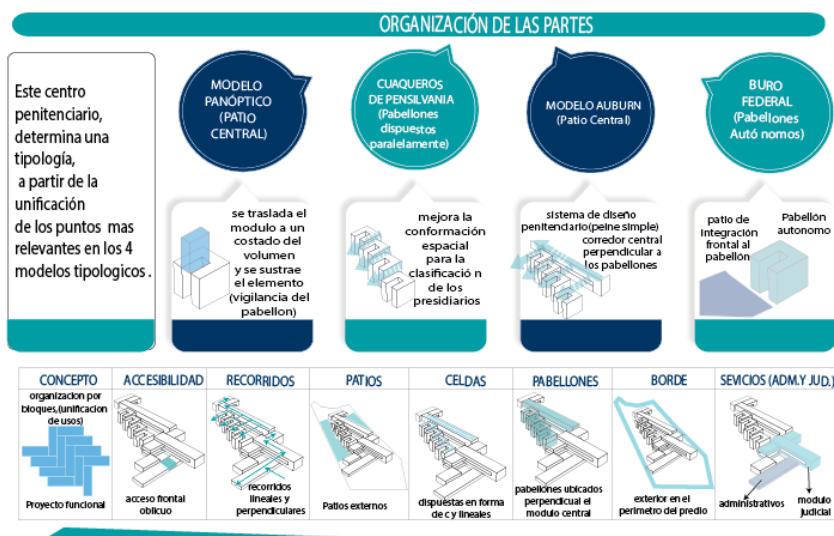 ORGANIZACIÓN DE LAS PARTES
Este centro
penitenciario,
determina una
tipología,
a partir de la
unificación
de los puntos mas
relevantes en los 4
modelos tipologicos .
MODELO
PANÓPTICO
(PATIO
CENTRAL)
se traslada el
modulo a un
costado del
volumen
y se sustrae
el elemento
(vigilancia del
pabellon)
CUAQUEROS
DE PENSILVANIA
(Pabellones
dispuestos
paralelamente)
mejora la
conformación
espacial
para la
clasificació n
de los
presidiarios
MODELO AUBURN
(Patio Central)
sistema de diseño
penitenciario(peine simple)
corredor central
perpendicular a
los pabellones
BURO
FEDERAL
(Pabellones
Autó nomos)
patio de
integración
frontal al
pabellón
Pabellón
autonomo
CONCEPTO
organizacion por
bloques,(unificacion
de usos)
Proyecto funcional
ACCESIBILIDAD
acceso frontal
oblicuo
RECORRIDOS
recorridos
lineales y
perpendiculares
PATIOS
Patios externos
CELDAS
dispuestas en forma
de c y lineales
PABELLONES
pabellones ubicados
perpendicual el
modulo central
BORDE
exterior en el
perimetro del predio
SEVICIOS (ADM.Y JUD.)
administrativos
modulo
judicial